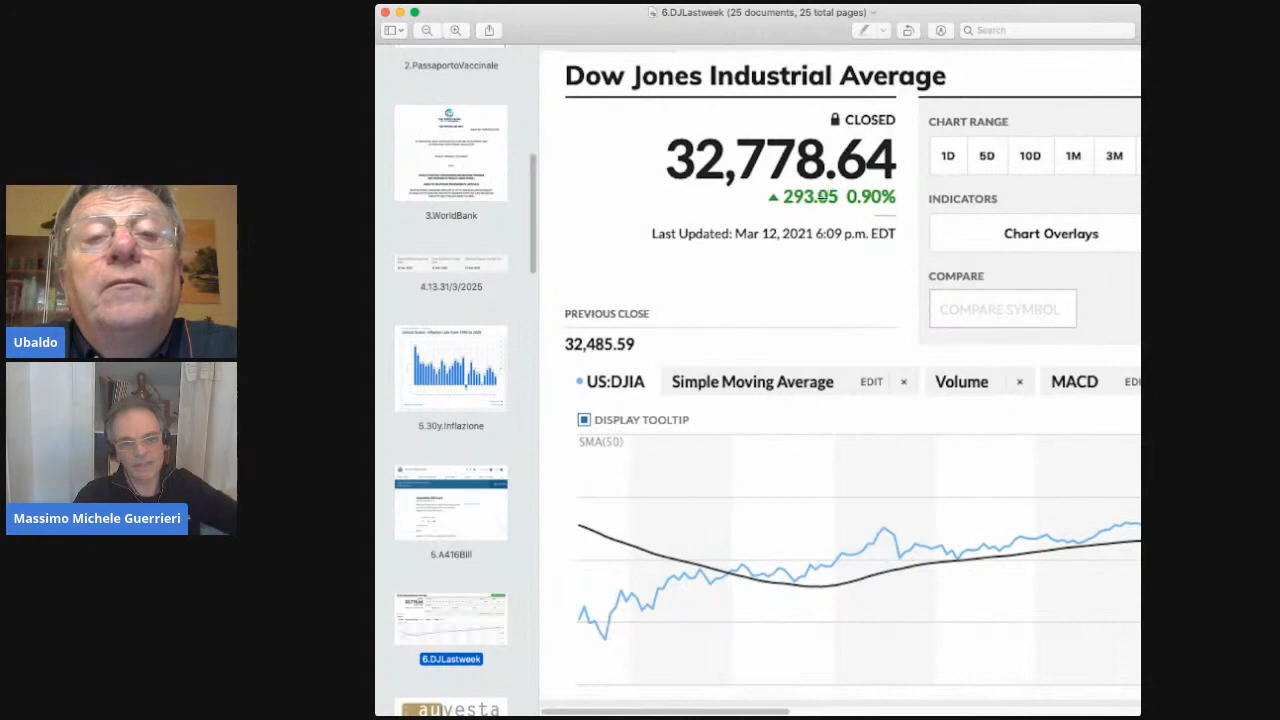 6.DJLastweek (25 documents, 25 total pages)
Search
2.PassaportoVaccinale
3.WorldBank
4.13.31/3/2025
5.30y.Inflazione
5.A416Bill
6.DJLastweek
auvesta
Dow Jones Industrial Average
CLOSED
32,778.64
293.05 0.90%
Last Updated: Mar 12, 2021 6:09 p.m. EDT
PREVIOUS CLOSE
32,485.59
CHART RANGE
1D 5D 10D 1M 3M
INDICATORS
Chart Overlays
COMPARE
COMPARE SYMBOL
US:DJIA Simple Moving Average EDIT × Volume × MACD EDI
DISPLAY TOOLTIP
SMA(50)
Ubaldo
Massimo Michele Guerrieri